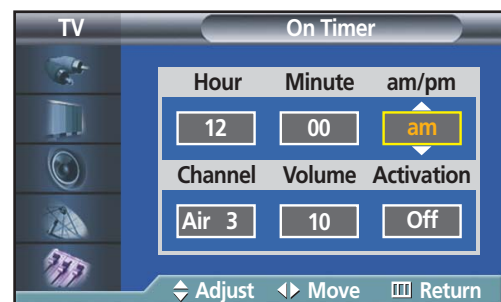 TV On Timer
Hour Minute am/pm
12 00 am
Channel Volume Activation
Air 3 10 Off
Adjust Move Return